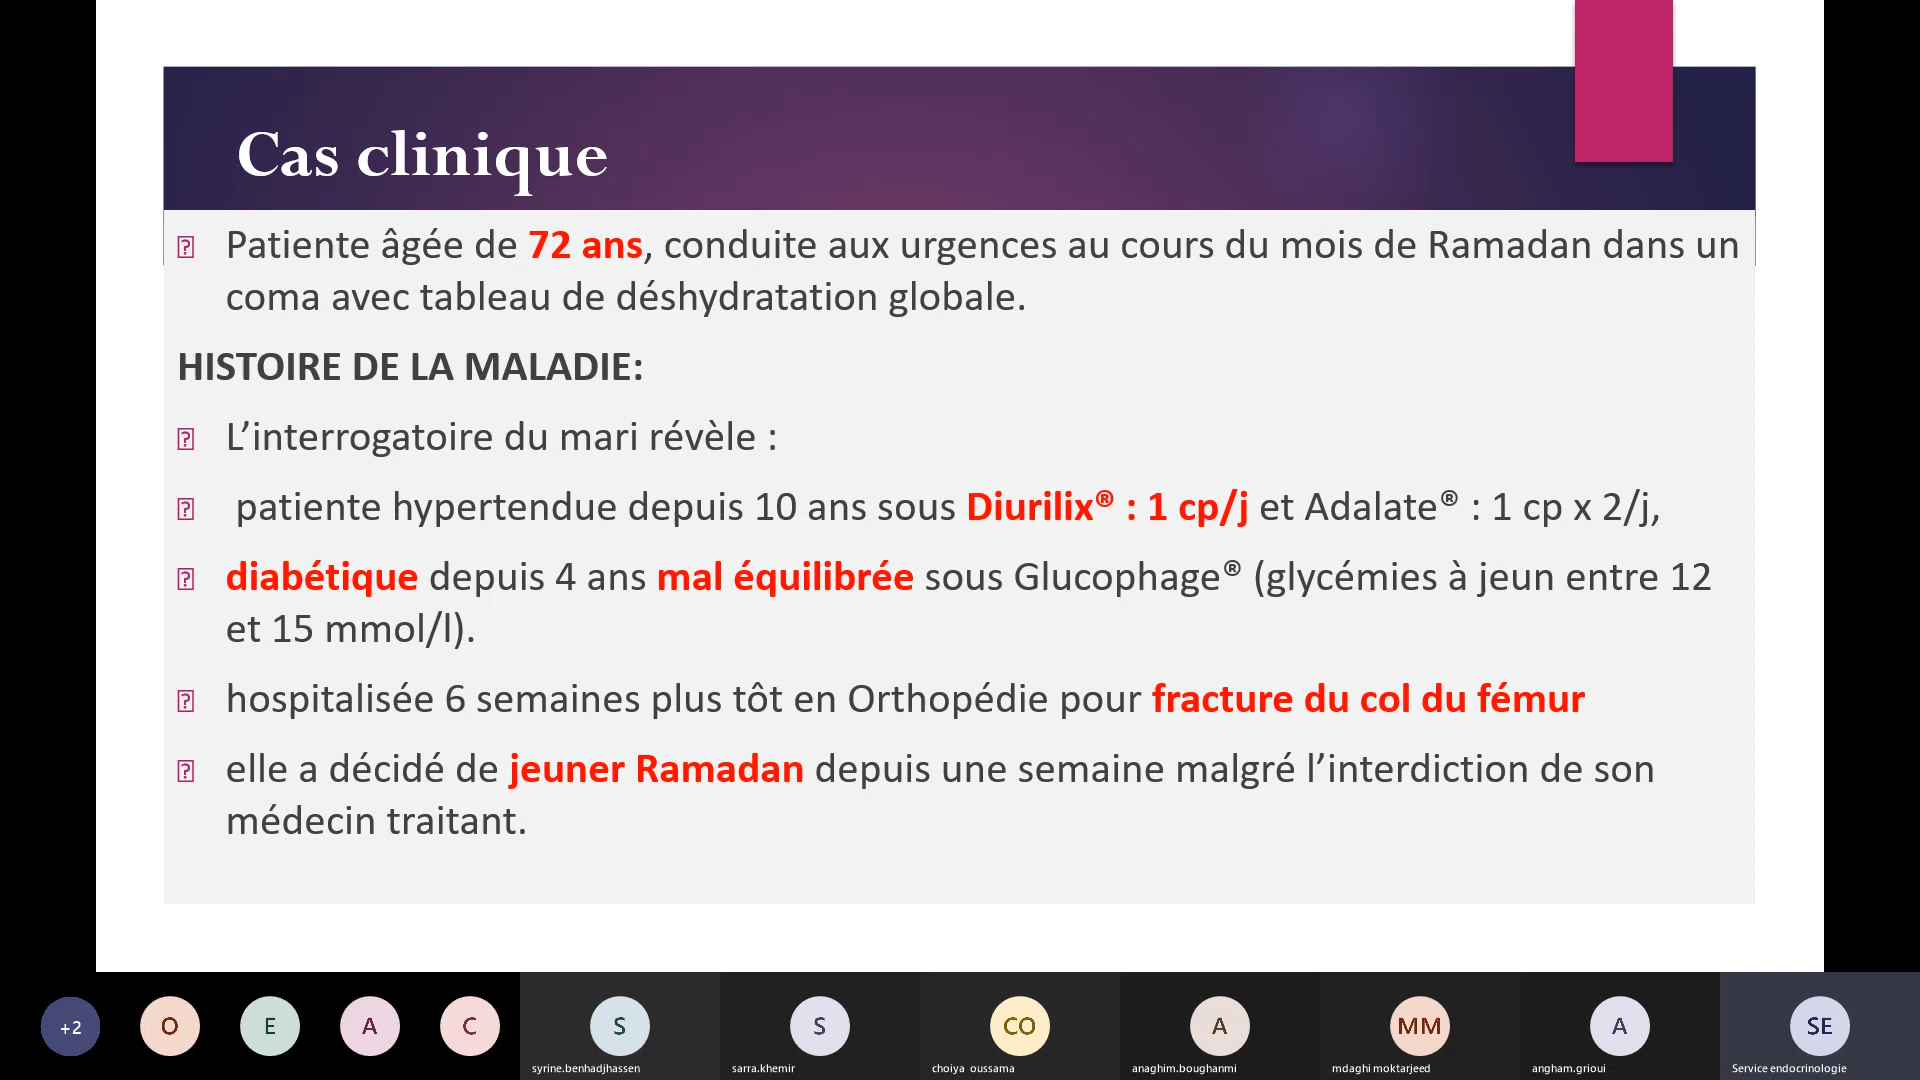 Cas clinique
Patiente âgée de 72 ans, conduite aux urgences au cours du mois de Ramadan dans un
coma avec tableau de déshydratation globale.
HISTOIRE DE LA MALADIE:
L’interrogatoire du mari révèle :
patiente hypertendue depuis 10 ans sous Diurilix® : 1 cp/j et Adalate® : 1 cp x 2/j,
diabétique depuis 4 ans mal équilibrée sous Glucophage® (glycémies à jeun entre 12
et 15 mmol/l).
hospitalisée 6 semaines plus tôt en Orthopédie pour fracture du col du fémur
elle a décidé de jeuner Ramadan depuis une semaine malgré l’interdiction de son
médecin traitant.
+2 O E A C S S CO A MM A SE
syrine.benhadjhassen sarra.khemir choiya oussama anaghim.boughanmi mdaghi moktarjeed angham.grioui Service endocrinologie